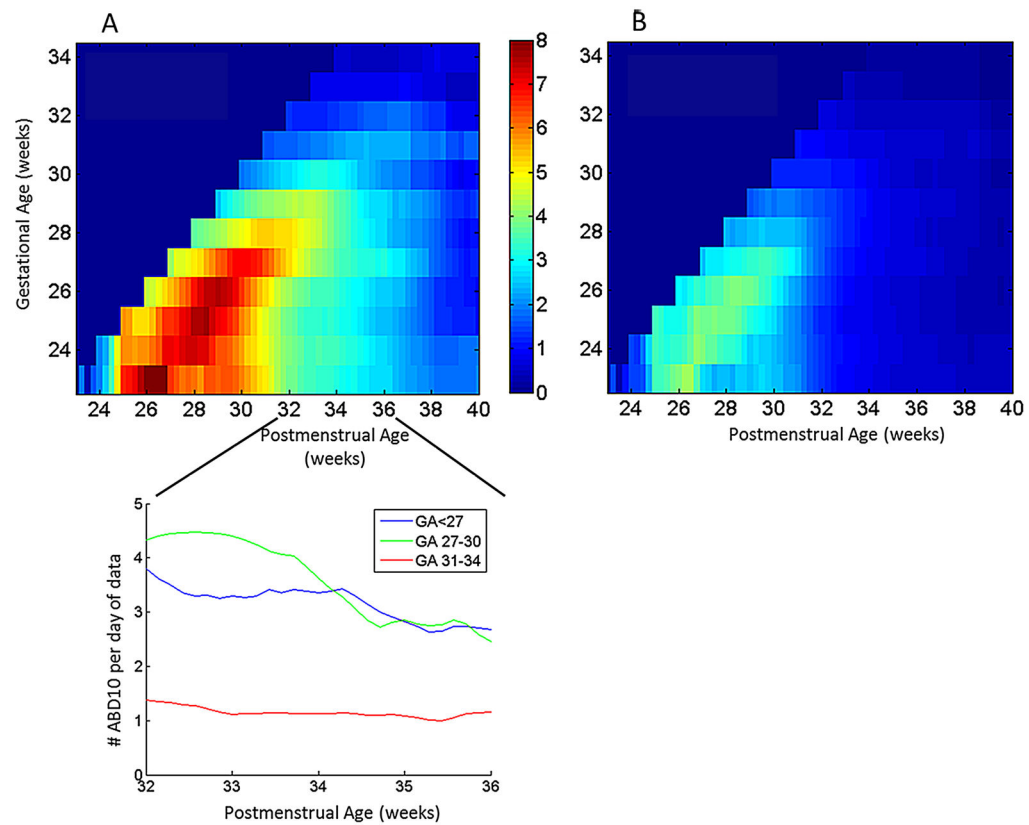 A
B
34
32
30
28
26
24
Gestational Age (weeks)
24 26 28 30 32 34 36 38 40
Postmenstrual Age
(weeks)
8
7
6
5
4
3
2
1
0
34
32
30
28
26
24
24 26 28 30 32 34 36 38 40
Postmenstrual Age (weeks)
5
4
3
2
1
0
# ABD10 per day of data
GA<27
GA 27-30
GA 31-34
32 33 34 35 36
Postmenstrual Age (weeks)